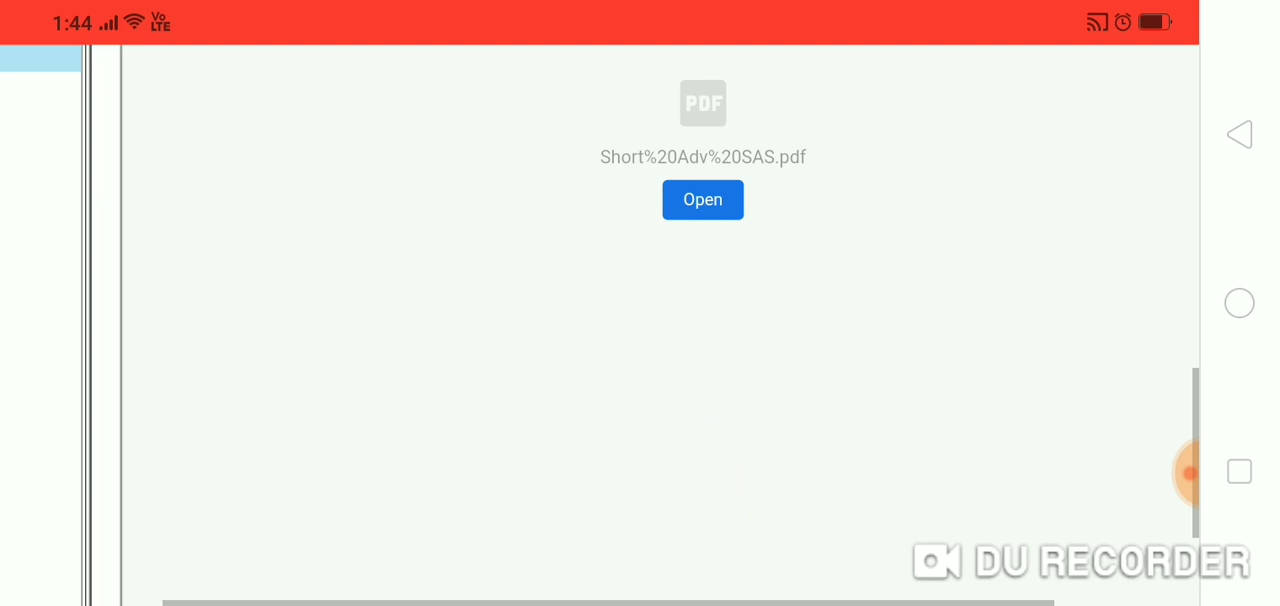 1:44 Vo LTE
PDF
Short%20Adv%20SAS.pdf
Open
DU RECORDER